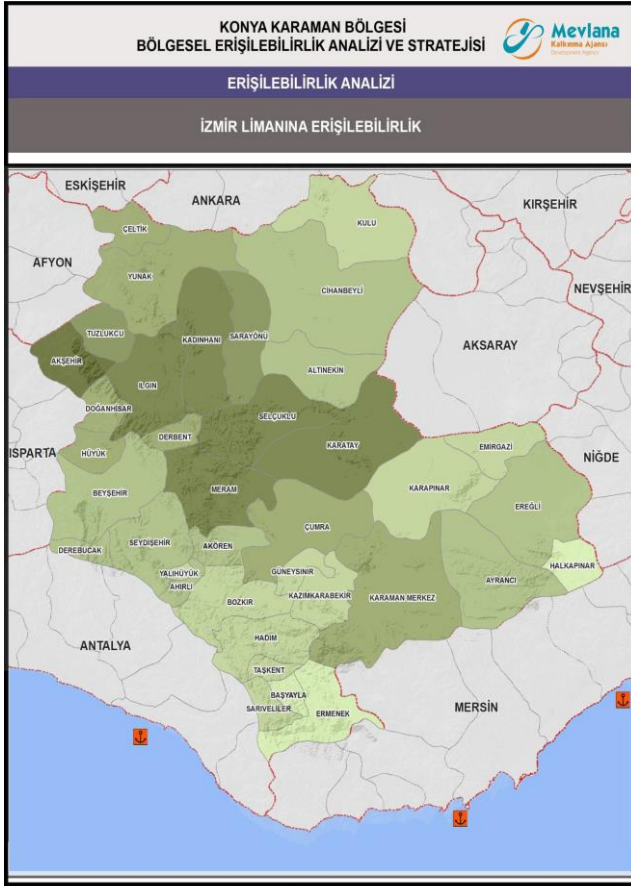 KONYA KARAMAN BÖLGESİ
BÖLGESEL ERİŞİLEBİLİRLİK ANALİZİ VE STRATEJİSİ
Mevlana
Kalkınma Ajansı
Development Agency
ERİŞİLEBİLİRLİK ANALİZİ
İZMİR LİMANINA ERİŞİLEBİLİRLİK
ESKİŞEHİR
ANKARA
KIRŞEHİR
KULU
ÇELTİK
AFYON
YUNAK
CİHANBEYLİ
NEVŞEHİR
TUZLUKCU
KADINHANI
SARAYÖNÜ
AKSARAY
AKŞEHİR
ALTINEKİN
ILGIN
DOĞANHİSAR
SELÇUKLU
DERBENT
KARATAY
EMİRGAZİ
ISPARTA
HÜYÜK
NİĞDE
MERAM
KARAPINAR
BEYŞEHİR
EREĞLİ
ÇUMRA
SEYDİŞEHİR
AKÖREN
DEREBUCAK
HALKAPINAR
YALIHÜYÜK
GÜNEYSINIR
AYRANCI
AHIRLI
BOZKIR
KAZIMKARABEKİR
KARAMAN MERKEZ
HADIM
ANTALYA
TAŞKENT
BAŞYAYLA
MERSİN
SARIVELİLER
ERMENEK